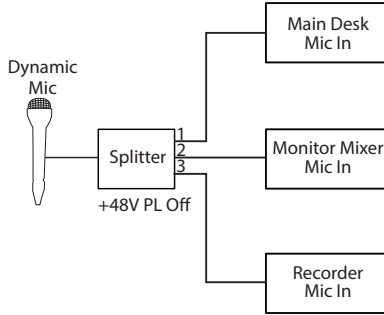 Main Desk
Mic In
Dynamic
Mic
1
Splitter
2
3
Monitor Mixer
Mic In
+48V PL Off
Recorder
Mic In